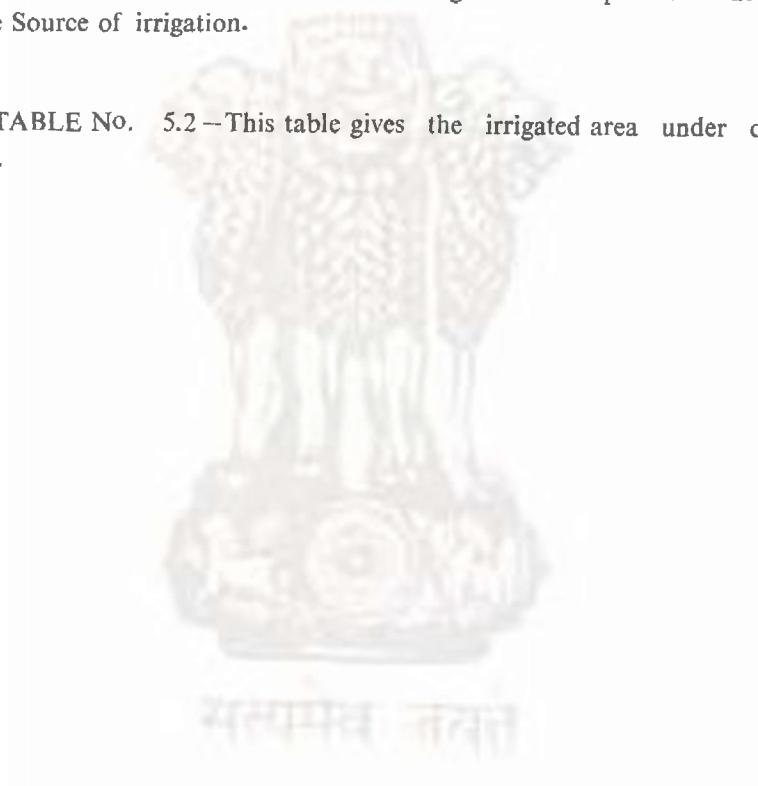 Source of irrigation.
TABLE No. 5.2—This table gives the irrigated area under
सत्यमेव जयते